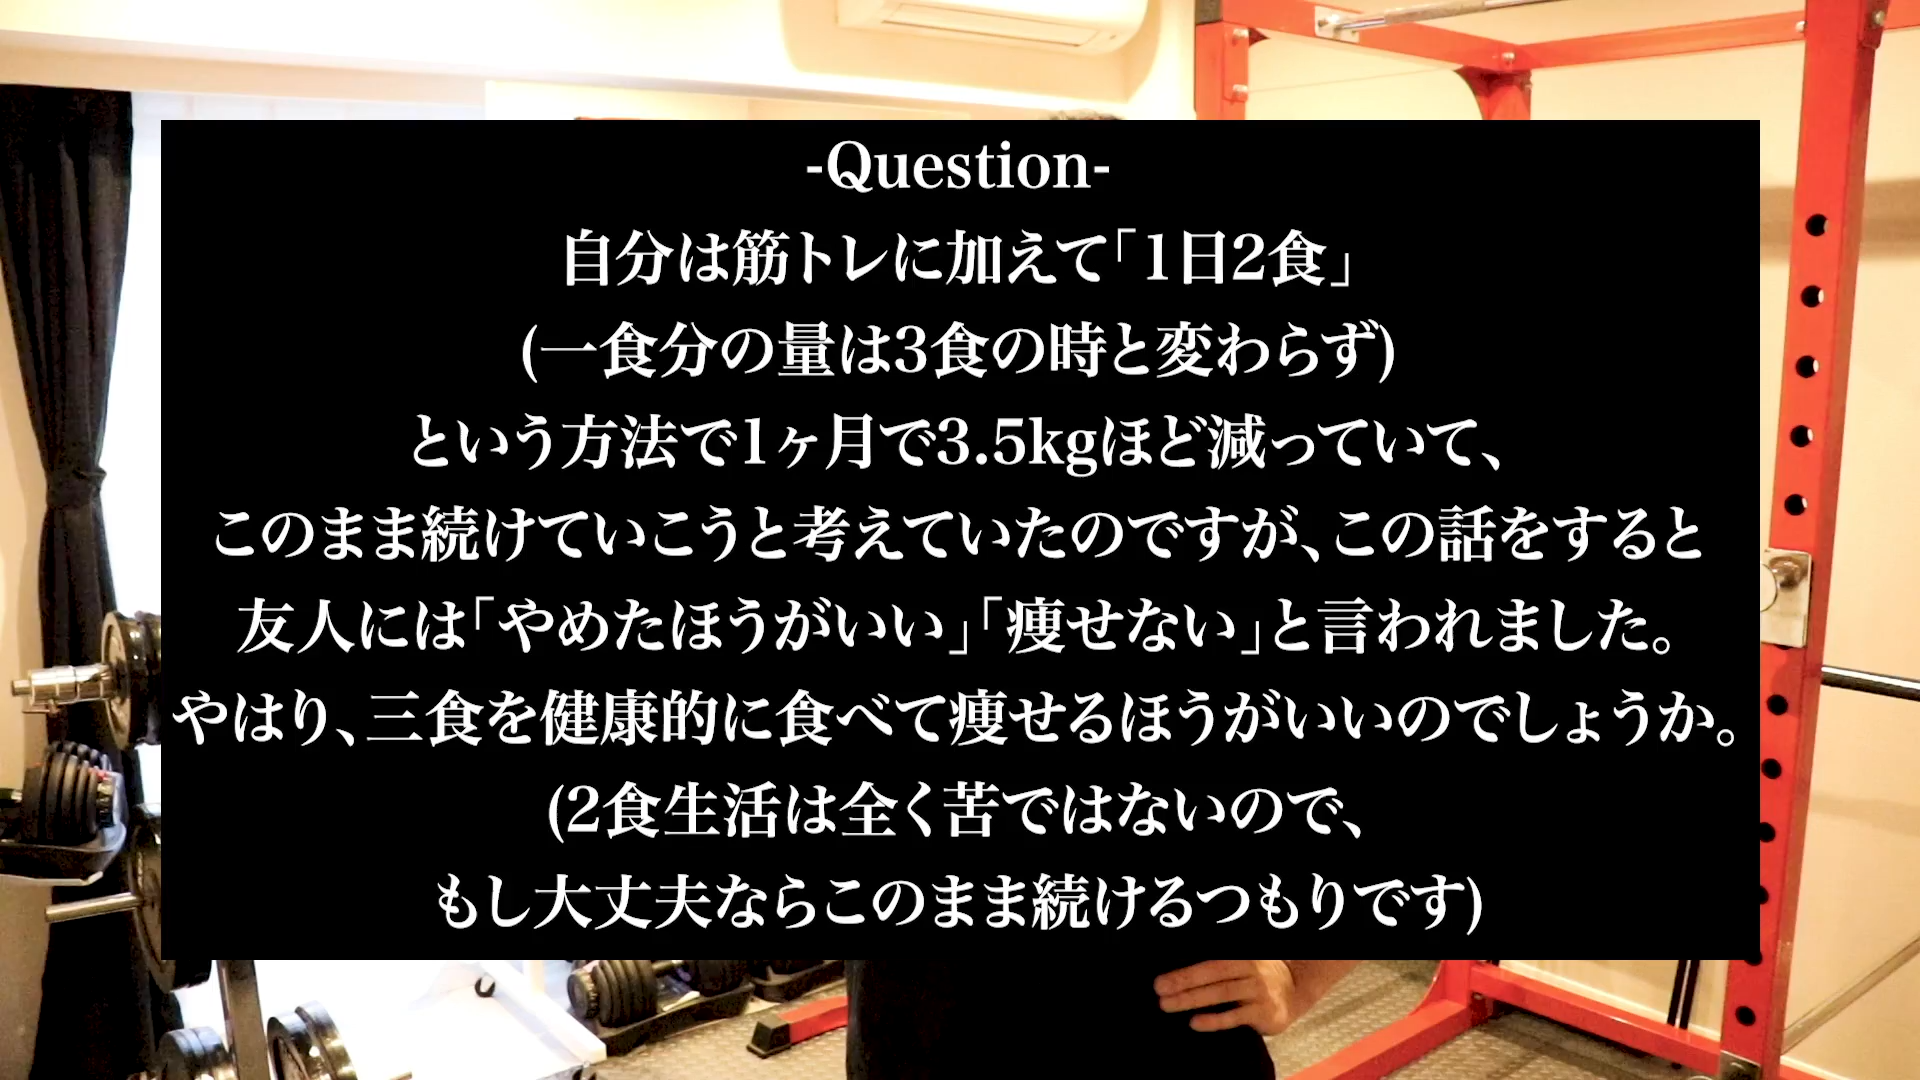 -Question-
自分は筋トレに加えて「1日2食」
(一食分の量は3食の時と変わらず)
という方法で1ヶ月で3.5kgほど減っていて、
このまま続けていこうと考えていたのですが、この話をすると
友人には「やめたほうがいい」「痩せない」と言われました。
やはり、三食を健康的に食べて痩せるほうがいいのでしょうか。
(2食生活は全く苦ではないので、
もし大丈夫ならこのまま続けるつもりです)